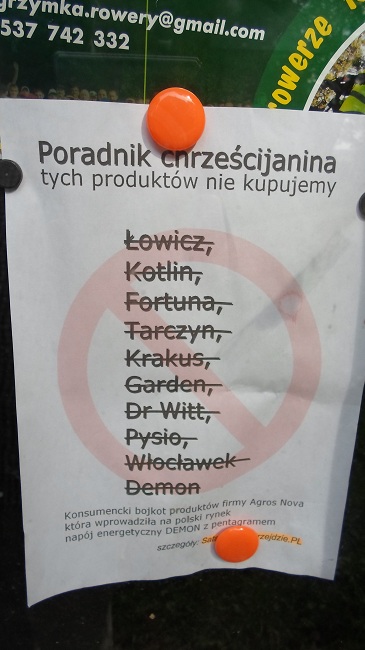 grzymka.rowery@gmail.com
537 742 332
rowerze
Poradnik chrześcijanina
tych produktów nie kupujemy
Łowicz,
Kotlin,
Fortuna,
Tarczyn,
Krakus,
Garden,
Dr Witt,
Pysio,
Włocławek
Demon
Konsumencki bojkot produktów firmy Agros Nova
która wprowadziła na polski rynek
napój energetyczny DEMON z pentagramem
szczegóły: